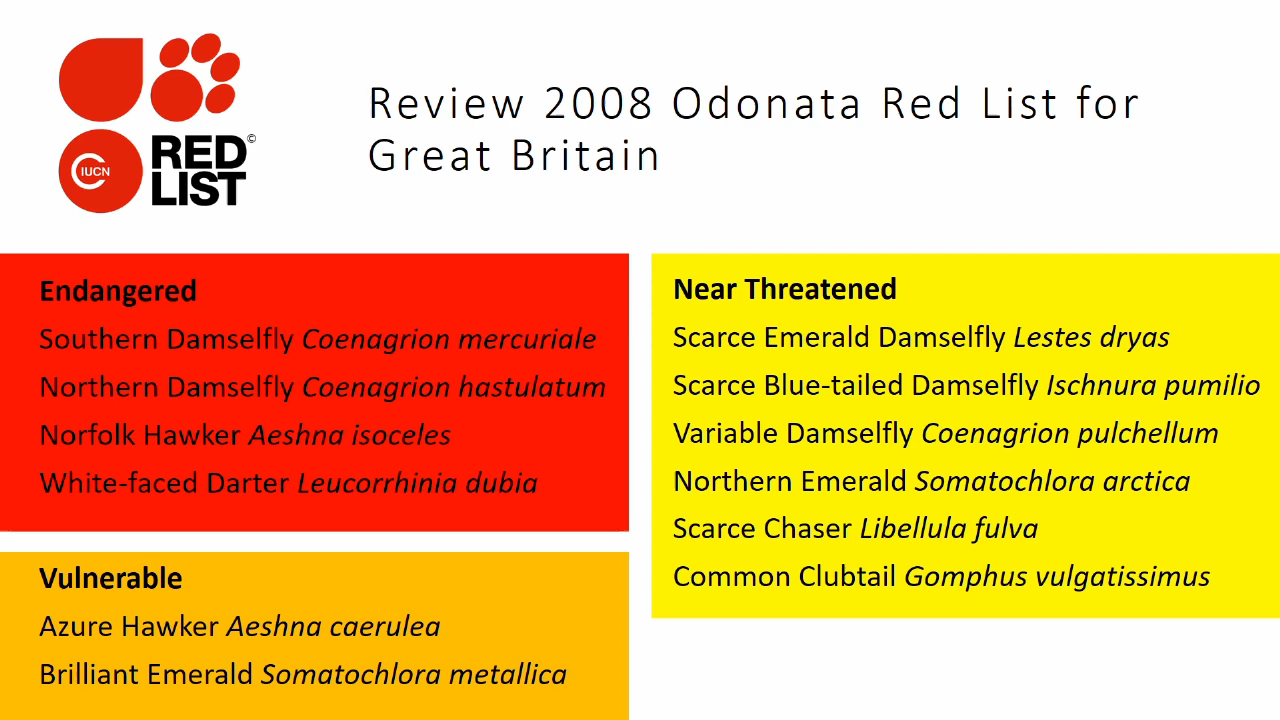 IUCN
RED
LIST
©
Review 2008 Odonata Red List for
Great Britain
Endangered
Southern Damselfly Coenagrion mercuriale
Northern Damselfly Coenagrion hastulatum
Norfolk Hawker Aeshna isoceles
White-faced Darter Leucorrhinia dubia
Vulnerable
Azure Hawker Aeshna caerulea
Brilliant Emerald Somatochlora metallica
Near Threatened
Scarce Emerald Damselfly Lestes dryas
Scarce Blue-tailed Damselfly Ischnura pumilio
Variable Damselfly Coenagrion pulchellum
Northern Emerald Somatochlora arctica
Scarce Chaser Libellula fulva
Common Clubtail Gomphus vulgatissimus